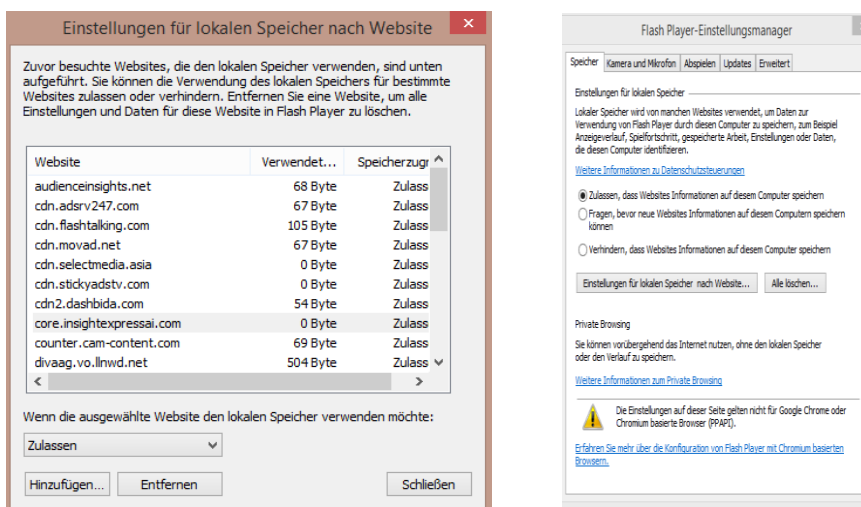 Einstellungen für lokalen Speicher nach Website
Zuvor besuchte Websites, die den lokalen Speicher verwenden, sind unten
aufgeführt. Sie können die Verwendung des lokalen Speichers für bestimmte
Websites zulassen oder verhindern. Entfernen Sie eine Website, um alle
Einstellungen und Daten für diese Website in Flash Player zu löschen.
Website Verwendet... Speicherzugr
audienceinsights.net 68 Byte Zulass
cdn.adsrv247.com 67 Byte Zulass
cdn.flashtalking.com 105 Byte Zulass
cdn.movad.net 67 Byte Zulass
cdn.selectmedia.asia 0 Byte Zulass
cdn.stickyadstv.com 0 Byte Zulass
cdn2.dashbida.com 54 Byte Zulass
core.insightexpressai.com 0 Byte Zulass
counter.cam-content.com 69 Byte Zulass
divaag.vo.llnwd.net 504 Byte Zulass
Wenn die ausgewählte Website den lokalen Speicher verwenden möchte:
Zulassen
Hinzufügen... Entfernen Schließen
Flash Player-Einstellungsmanager
Speicher Kamera und Mikrofon Abspielen Updates Erweitert
Einstellungen für lokalen Speicher
Lokaler Speicher wird von manchen Websites verwendet, um Daten zur
Verwendung von Flash Player durch diesen Computer zu speichern, zum Beispiel
Anzeigeverlauf, Spielfortschritt, gespeicherte Arbeit, Einstellungen oder Daten,
die diesen Computer identifizieren.
Weitere Informationen zu Datenschutzsteuerungen
Zulassen, dass Websites Informationen auf diesem Computer speichern
Fragen, bevor neue Websites Informationen auf diesem Computern speichern
können
Verhindern, dass Websites Informationen auf diesem Computer speichern
Einstellungen für lokalen Speicher nach Website... Alle löschen...
Private Browsing
Sie können vorübergehend das Internet nutzen, ohne den lokalen Speicher
oder den Verlauf zu speichern.
Weitere Informationen zum Private Browsing
Die Einstellungen auf dieser Seite gelten nicht für Google Chrome oder
Chromium basierte Browser (PPAPI).
Erfahren Sie mehr über die Konfiguration von Flash Player mit Chromium basierten
Browsern.